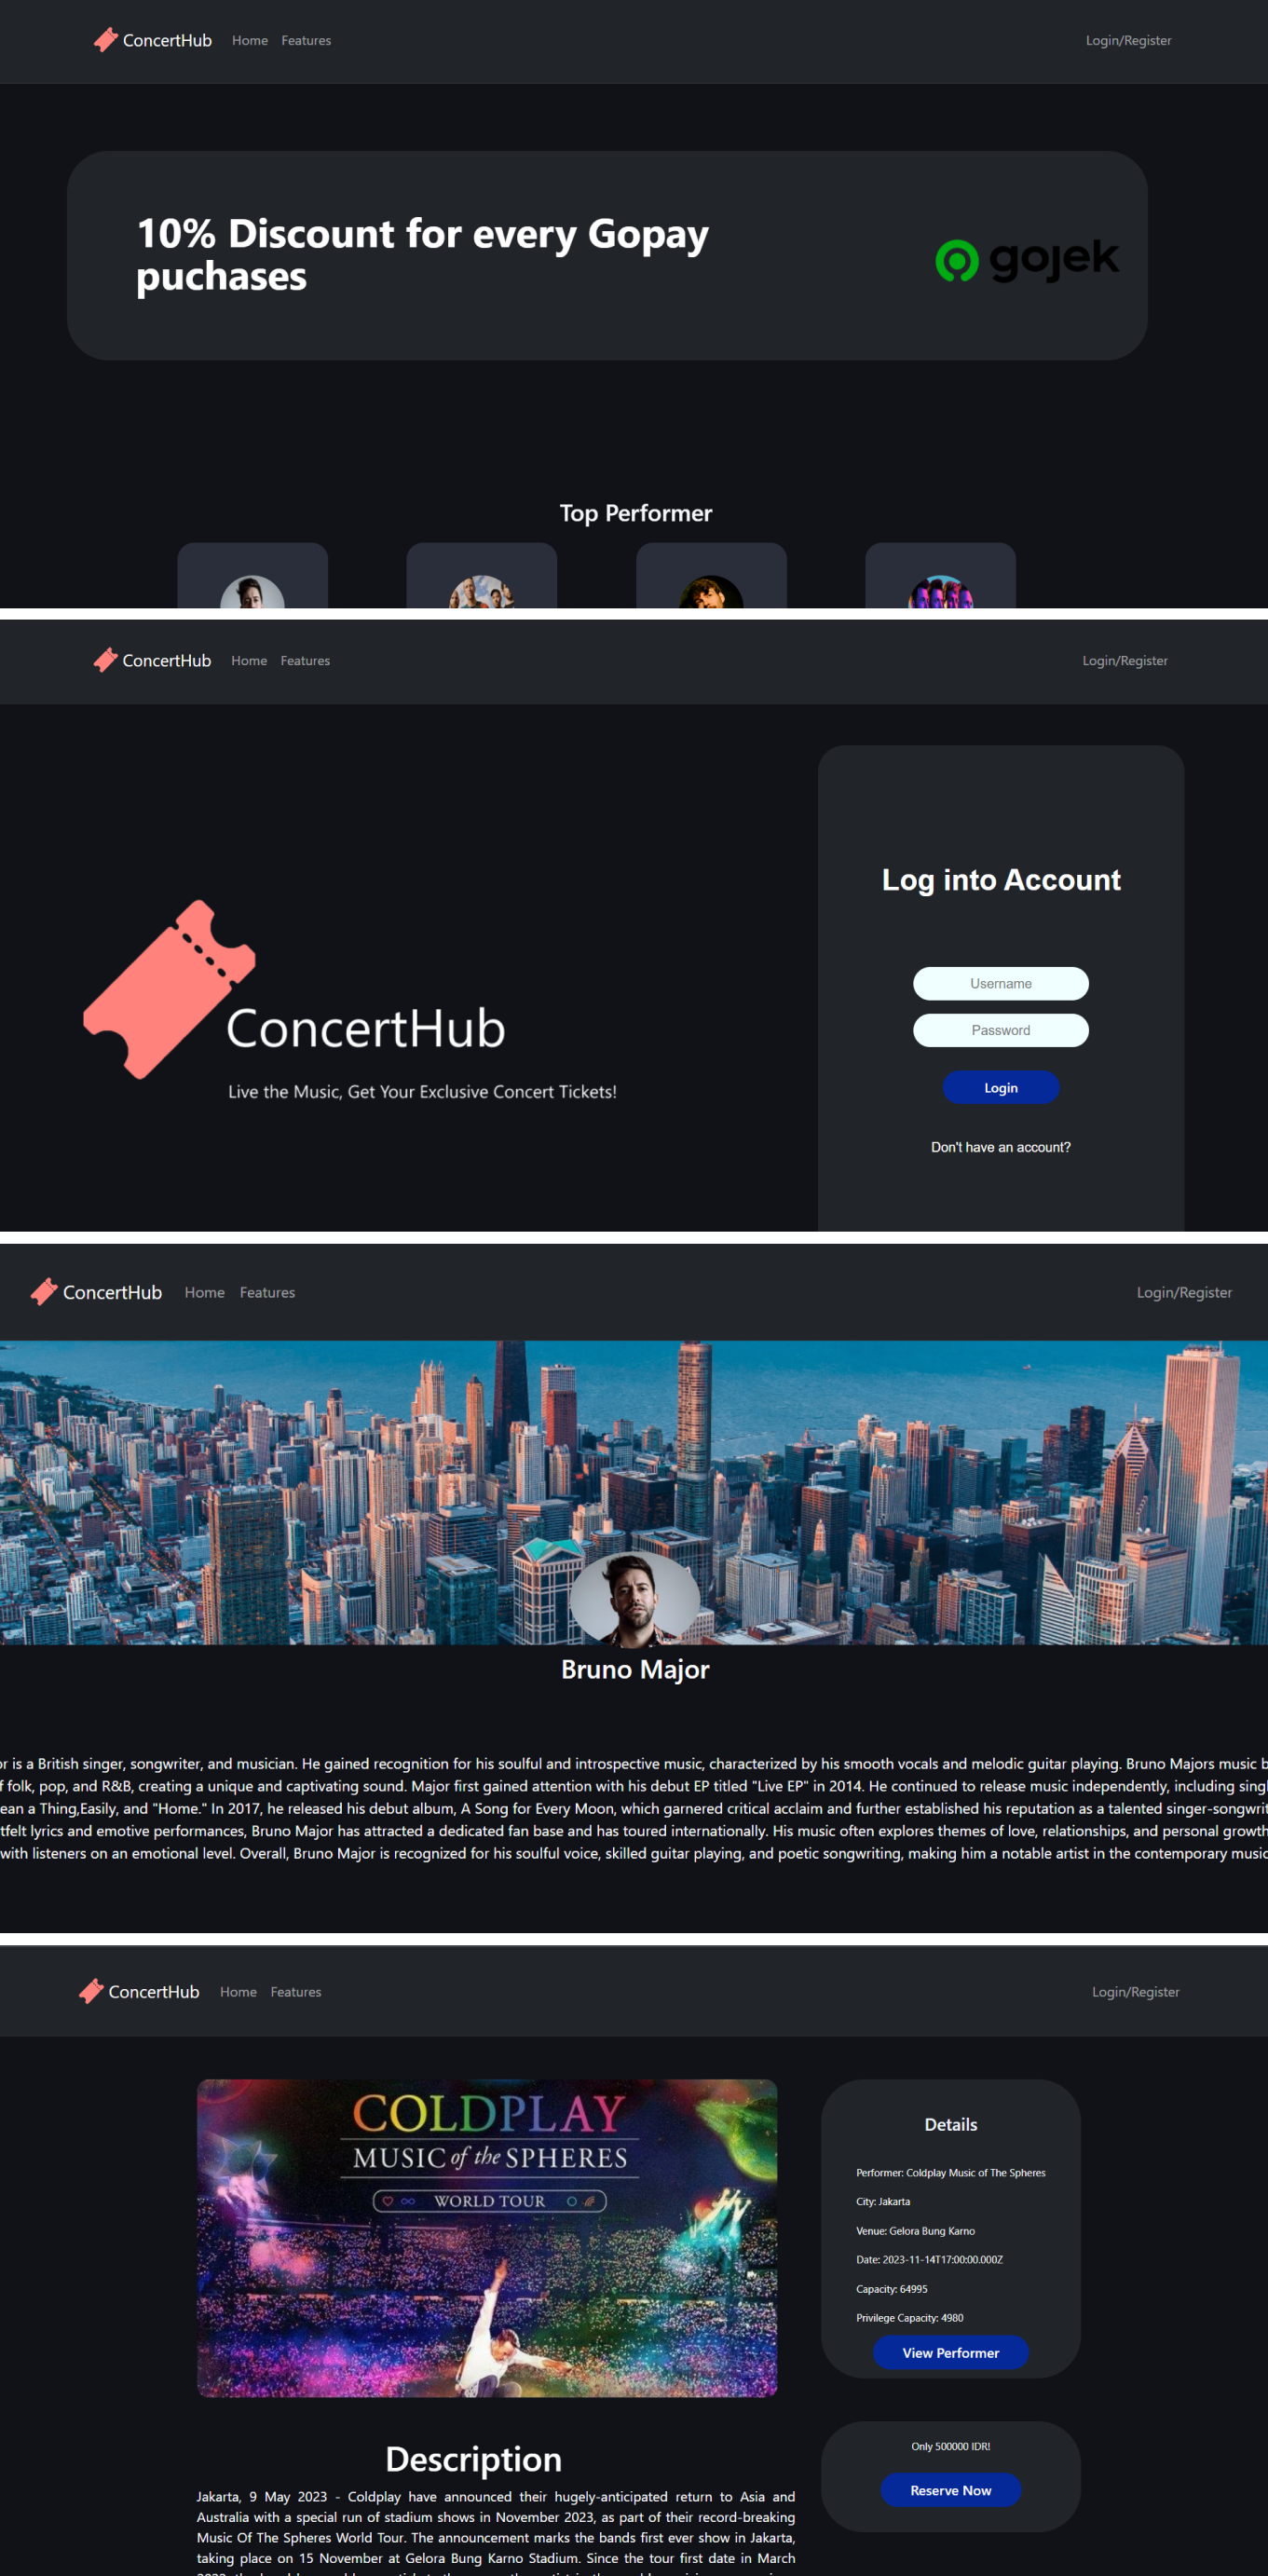 ConcertHub Home Features Login/Register
10% Discount for every Gopay
puchases
gojek
Top Performer
ConcertHub Home Features Login/Register
Log into Account
Username
Password
Login
Don't have an account?
ConcertHub
Live the Music, Get Your Exclusive Concert Tickets!
ConcertHub Home Features Login/Register
Bruno Major
or is a British singer, songwriter, and musician. He gained recognition for his soulful and introspective music, characterized by his smooth vocals and melodic guitar playing. Bruno Majors music b
f folk, pop, and R&B, creating a unique and captivating sound. Major first gained attention with his debut EP titled "Live EP" in 2014. He continued to release music independently, including singl
ean a Thing,Easily, and "Home." In 2017, he released his debut album, A Song for Every Moon, which garnered critical acclaim and further established his reputation as a talented singer-songwrit
tfelt lyrics and emotive performances, Bruno Major has attracted a dedicated fan base and has toured internationally. His music often explores themes of love, relationships, and personal growth
with listeners on an emotional level. Overall, Bruno Major is recognized for his soulful voice, skilled guitar playing, and poetic songwriting, making him a notable artist in the contemporary music
ConcertHub Home Features Login/Register
COLDPLAY
MUSIC of the SPHERES
WORLD TOUR
Details
Performer: Coldplay Music of The Spheres
City: Jakarta
Venue: Gelora Bung Karno
Date: 2023-11-14T17:00:00.000Z
Capacity: 64995
Privilege Capacity: 4980
View Performer
Only 500000 IDR!
Reserve Now
Description
Jakarta, 9 May 2023 - Coldplay have announced their hugely-anticipated return to Asia and
Australia with a special run of stadium shows in November 2023, as part of their record-breaking
Music Of The Spheres World Tour. The announcement marks the bands first ever show in Jakarta,
taking place on 15 November at Gelora Bung Karno Stadium. Since the tour first date in March